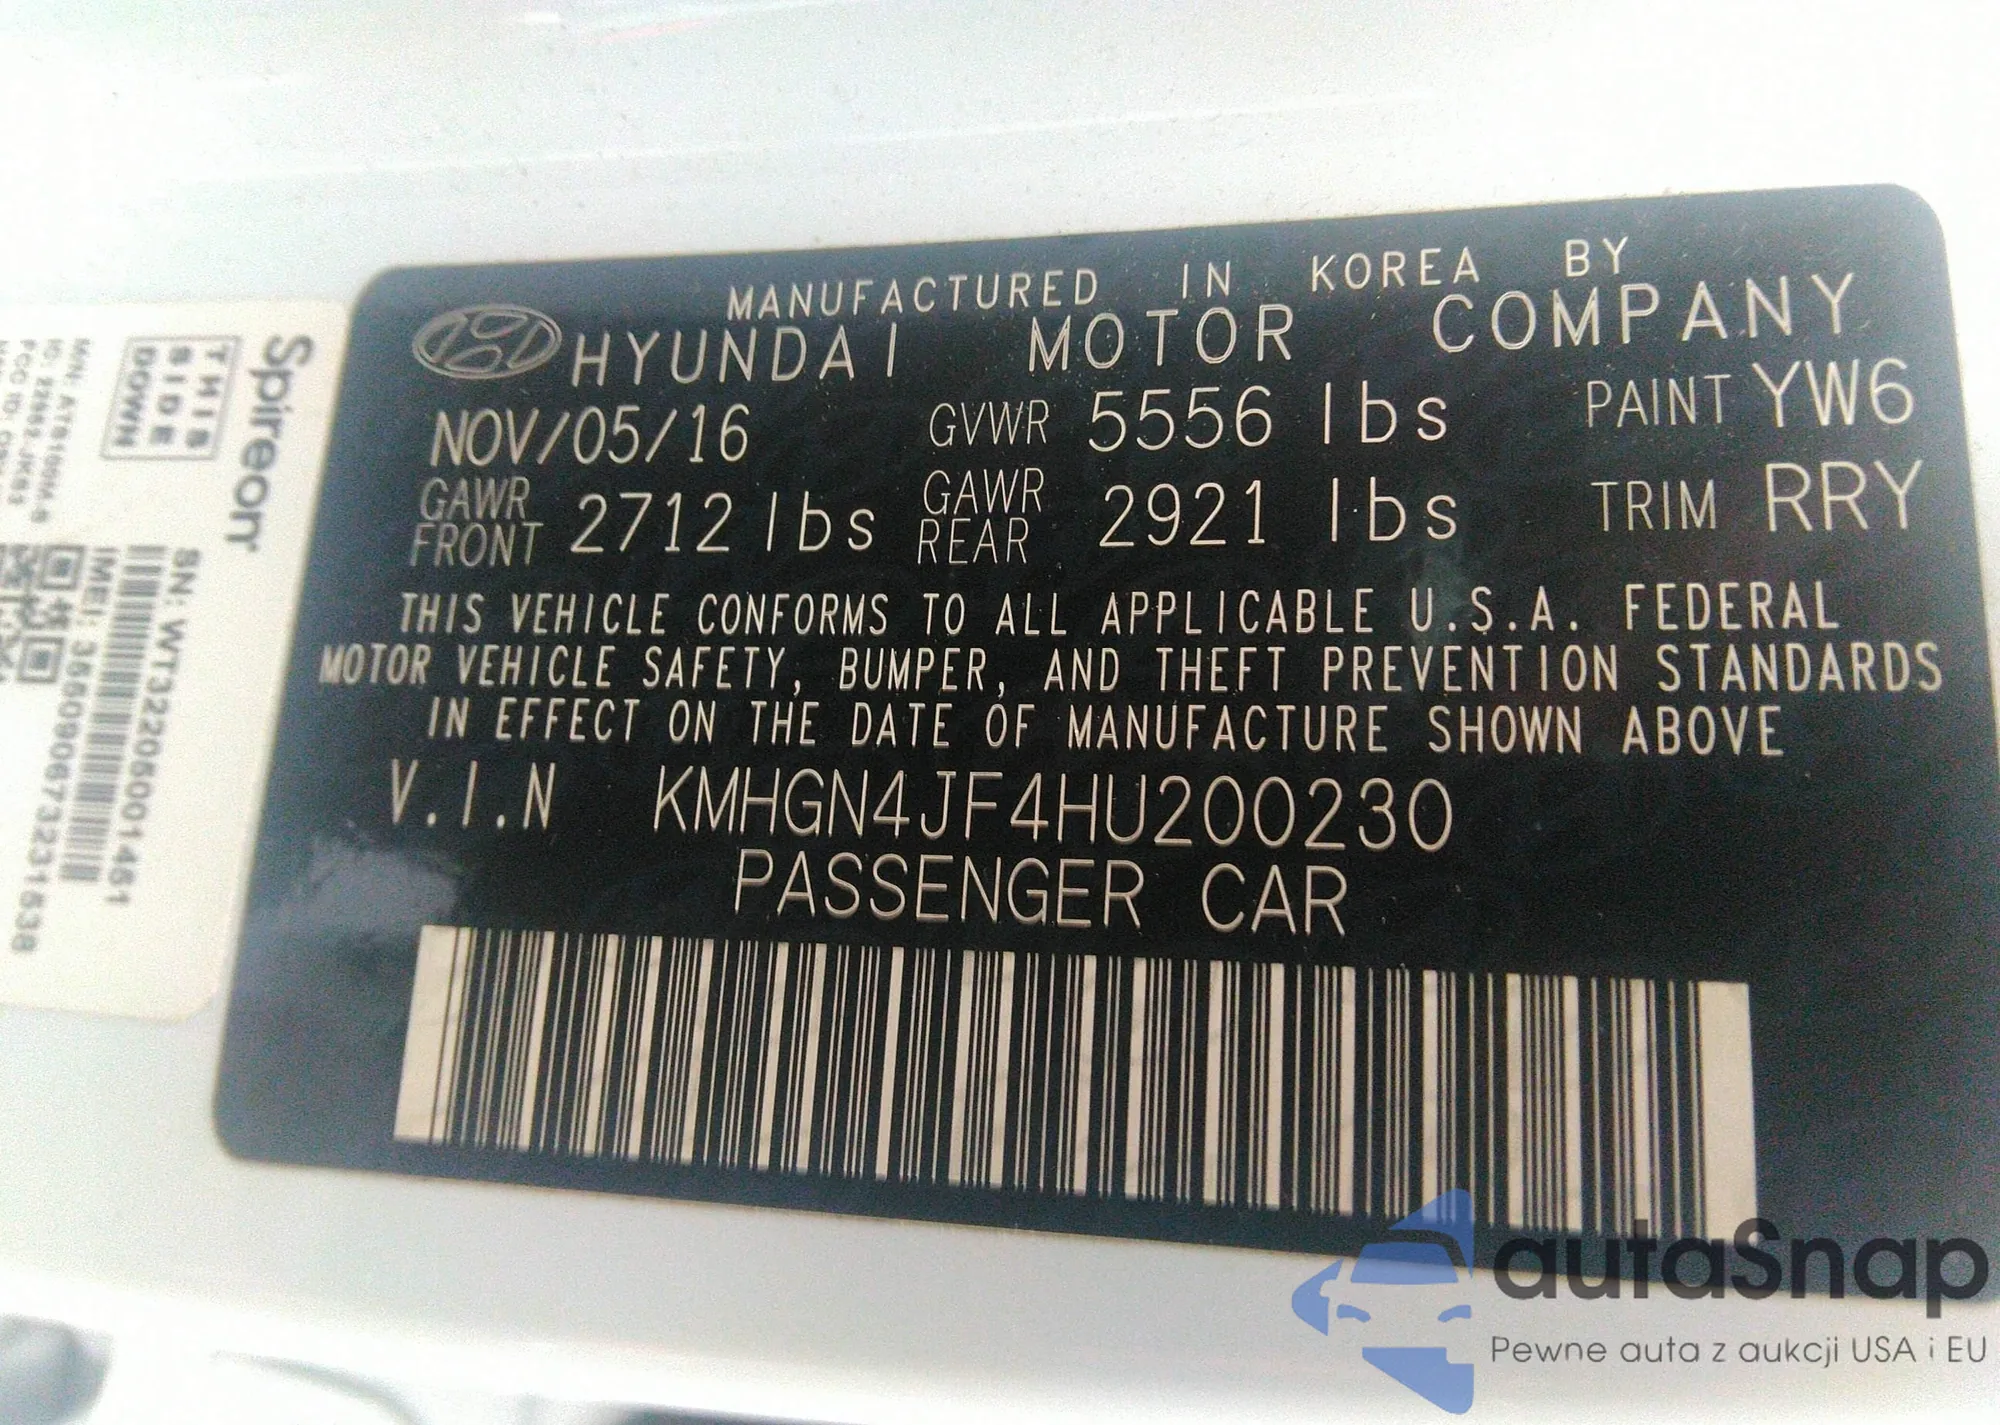 MANUFACTURED IN KOREA BY
HYUNDAI MOTOR COMPANY
NOV/05/16 GVWR 5556 lbs PAINT YW6
GAWR FRONT 2712 lbs GAWR REAR 2921 lbs TRIM RRY
THIS VEHICLE CONFORMS TO ALL APPLICABLE U.S.A. FEDERAL
MOTOR VEHICLE SAFETY, BUMPER, AND THEFT PREVENTION STANDARDS
IN EFFECT ON THE DATE OF MANUFACTURE SHOWN ABOVE
V.I.N KMHGN4JF4HU200230
PASSENGER CAR
Spireon
THIS
SIDE
DOWN
SN: WT32205001461
autaSnap
Pewne auta z aukcji USA i EU